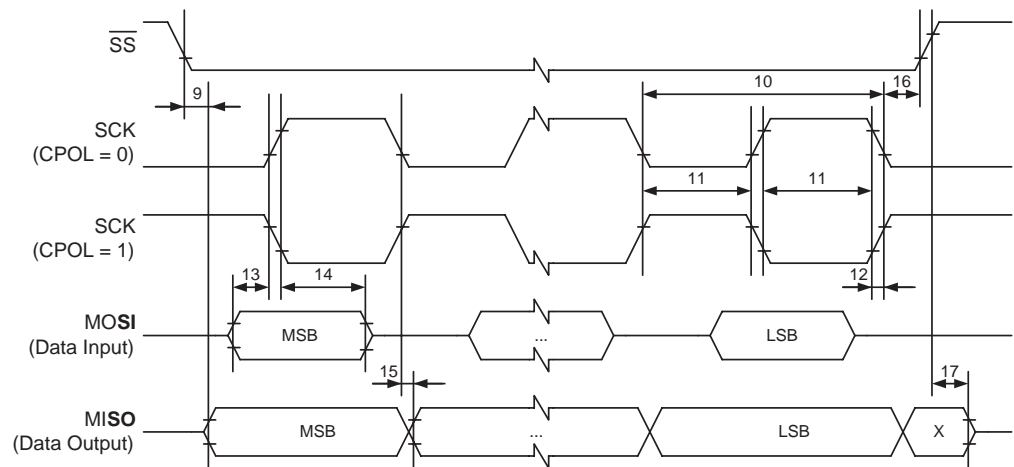 SS
10
16
9
SCK
(CPOL = 0)
11
11
SCK
(CPOL = 1)
13
14
12
MOSI
(Data Input)
MSB
...
LSB
15
17
MISO
(Data Output)
MSB
...
LSB
X